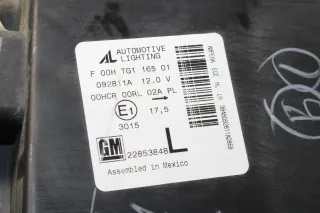 AL AUTOMOTIVE
LIGHTING
F 00H TG1 165 01
092811A 12.0 V
00HCR 00RL 02A PL
E1 17,5
3015
GM 22853848 L
Assembled in Mexico